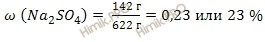 ω (Na₂SO₄) = 142 г / 622 г = 0,23 или 23 %